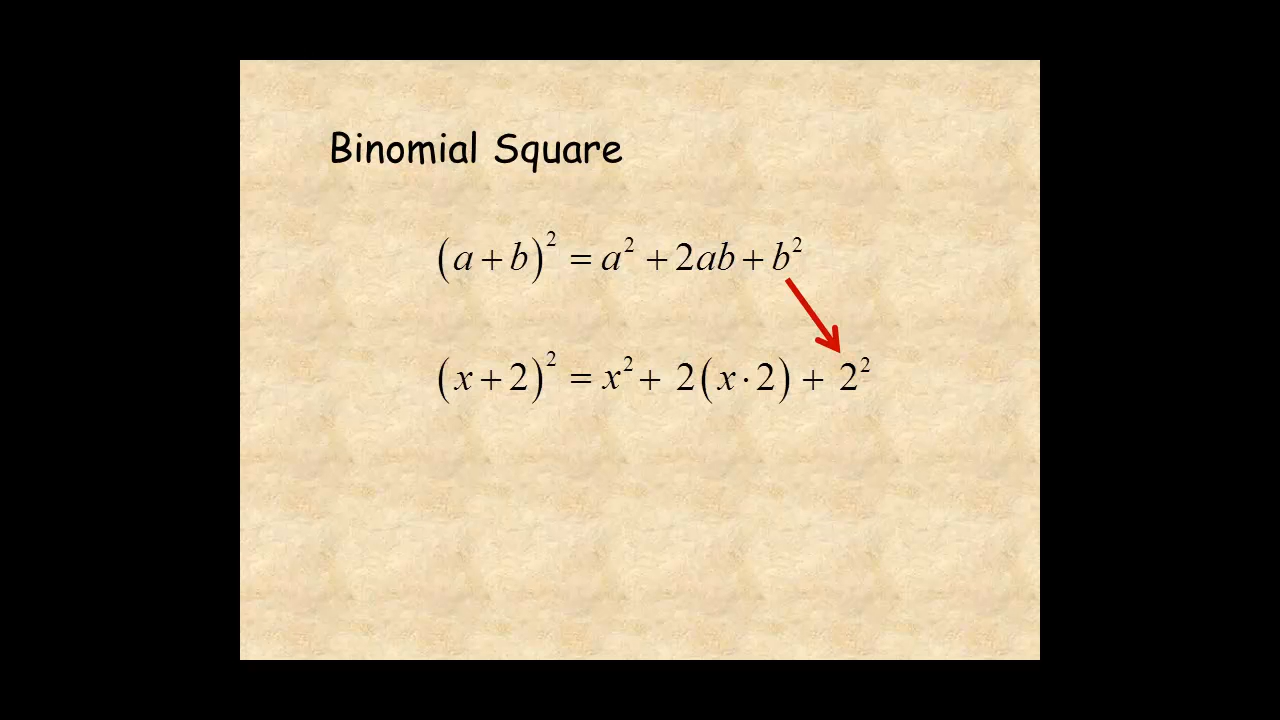 Binomial Square
(a + b)² = a² + 2ab + b²
(x + 2)² = x² + 2(x · 2) + 2²